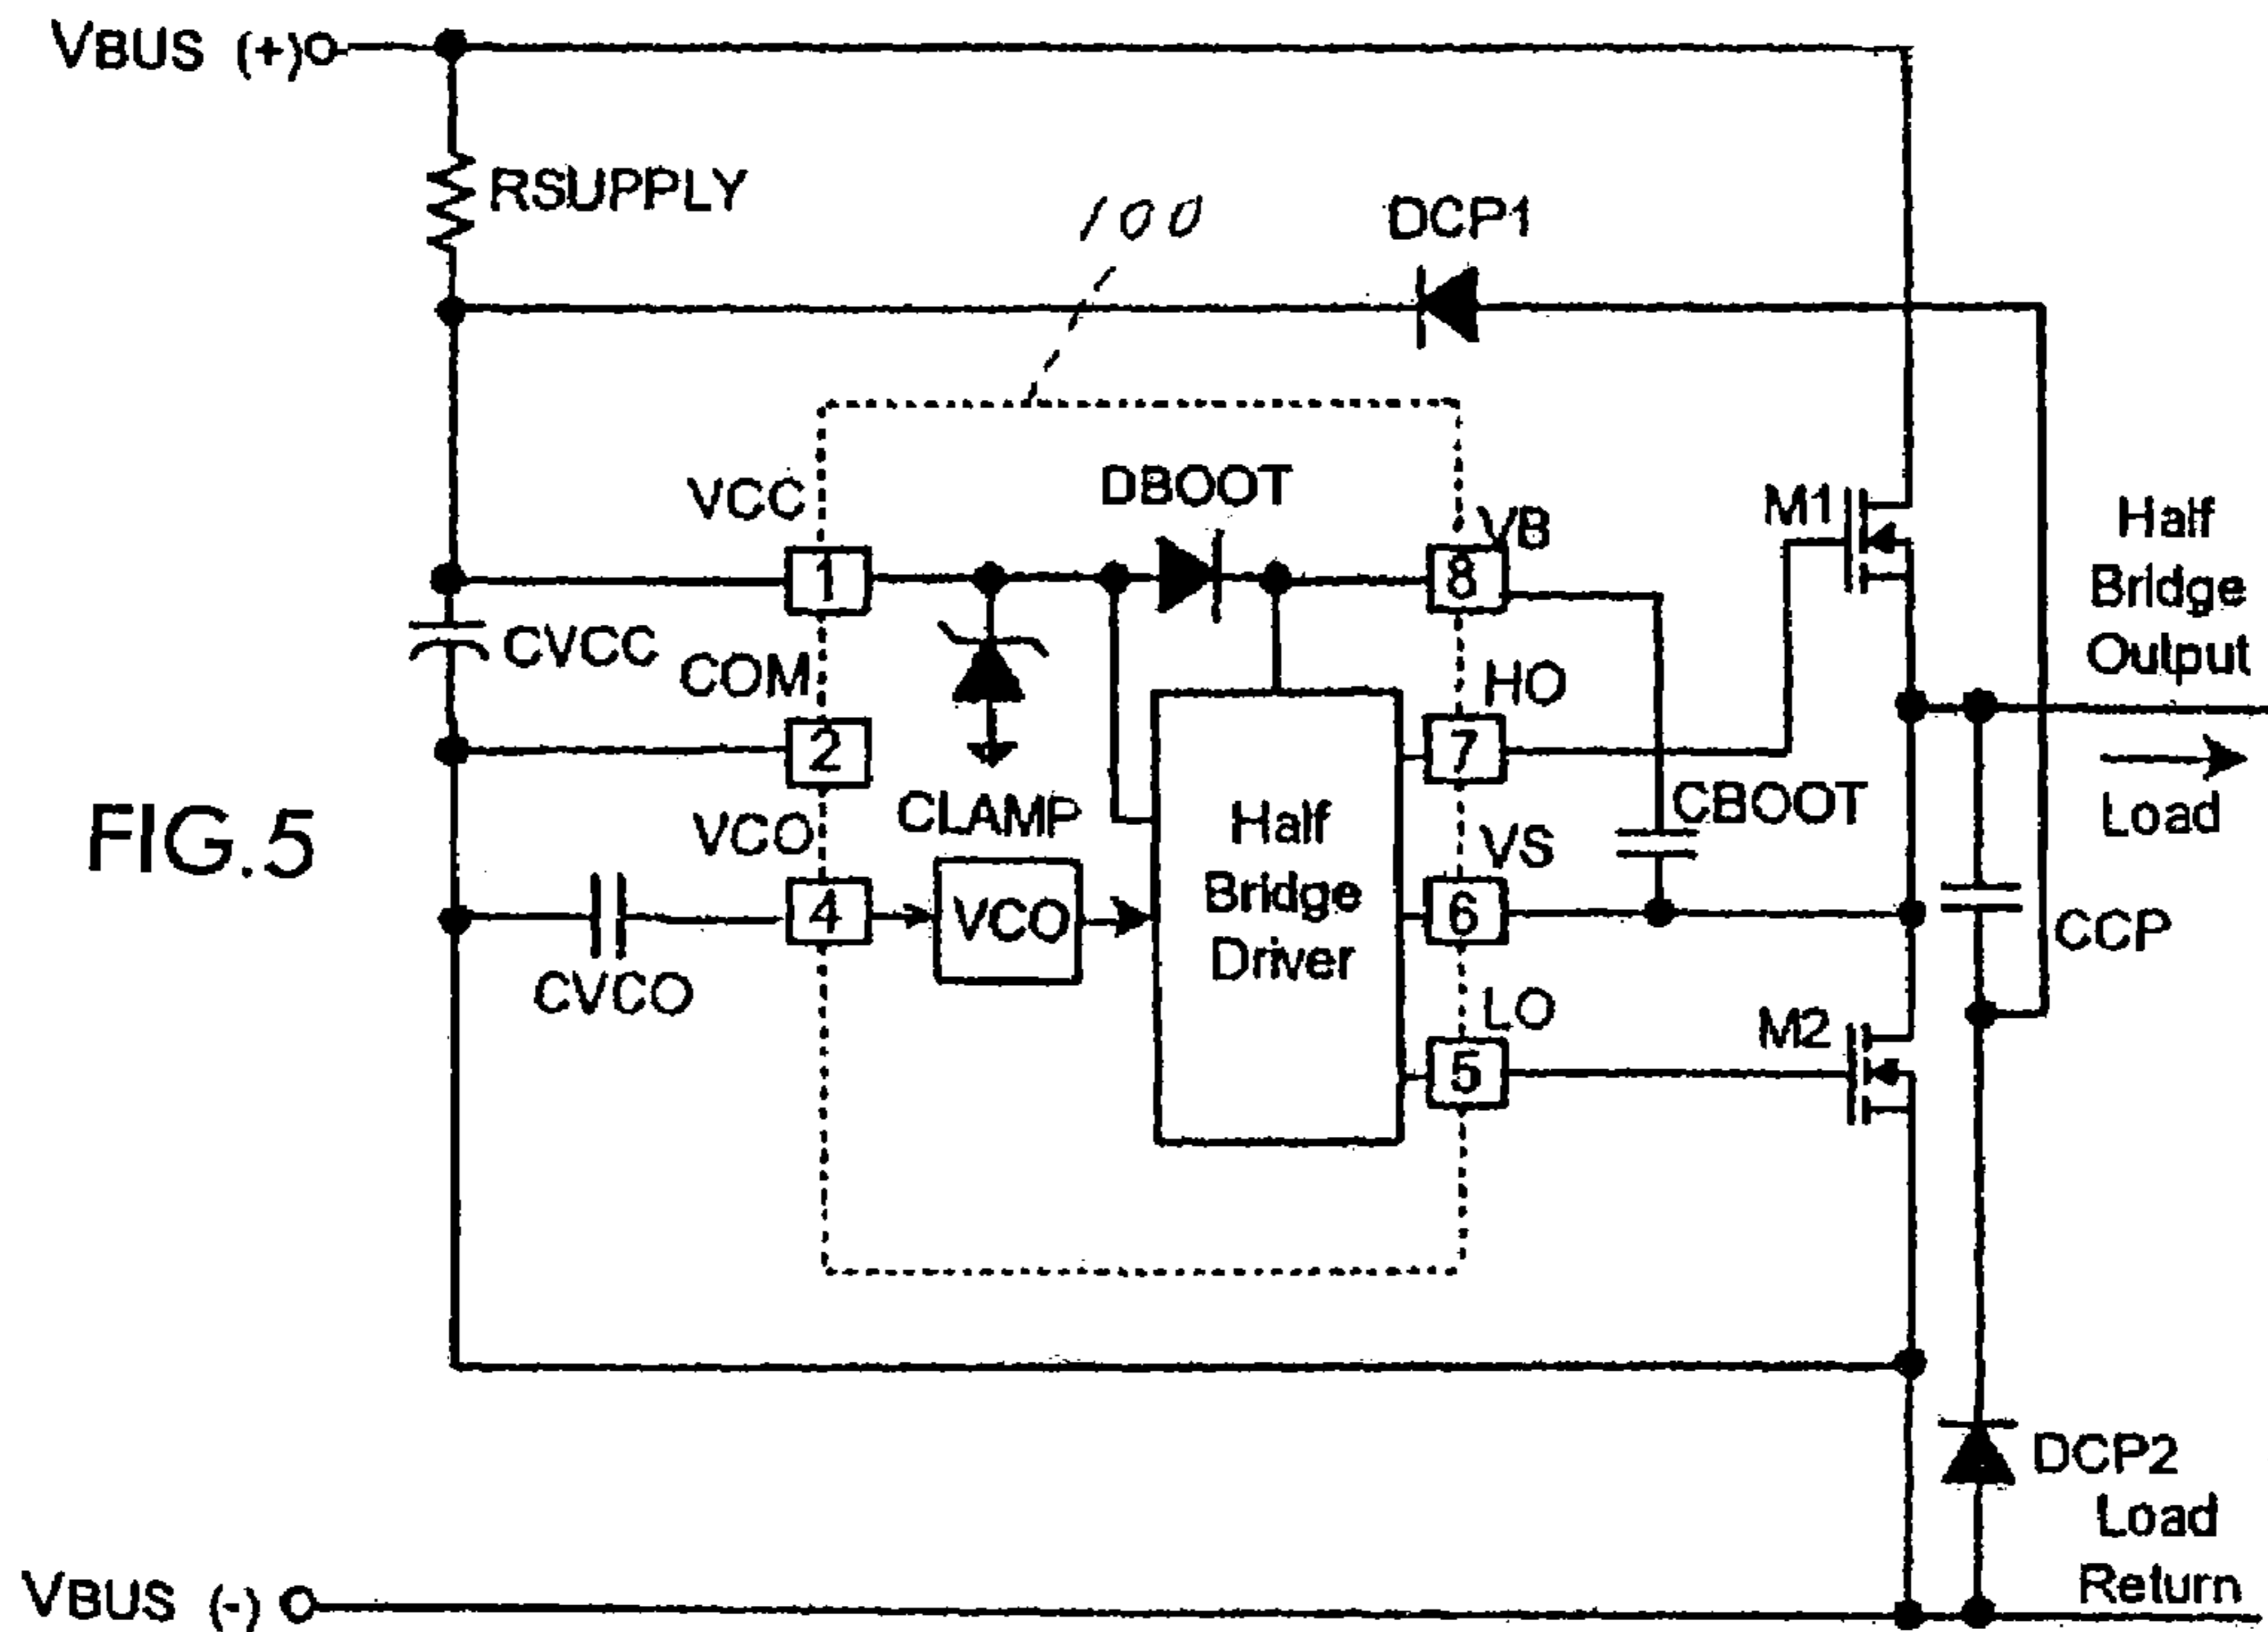 VBUS (+)
RSUPPLY
100
DCP1
VCC
DBOOT
VB
M1
Half
Bridge
Output
1
8
CVCC
COM
HO
2
7
CLAMP
CBOOT
Load
FIG.5
VCO
Half
Bridge
Driver
VS
4
VCO
6
CCP
CVCO
LO
M2
5
DCP2
Load
Return
VBUS (-)